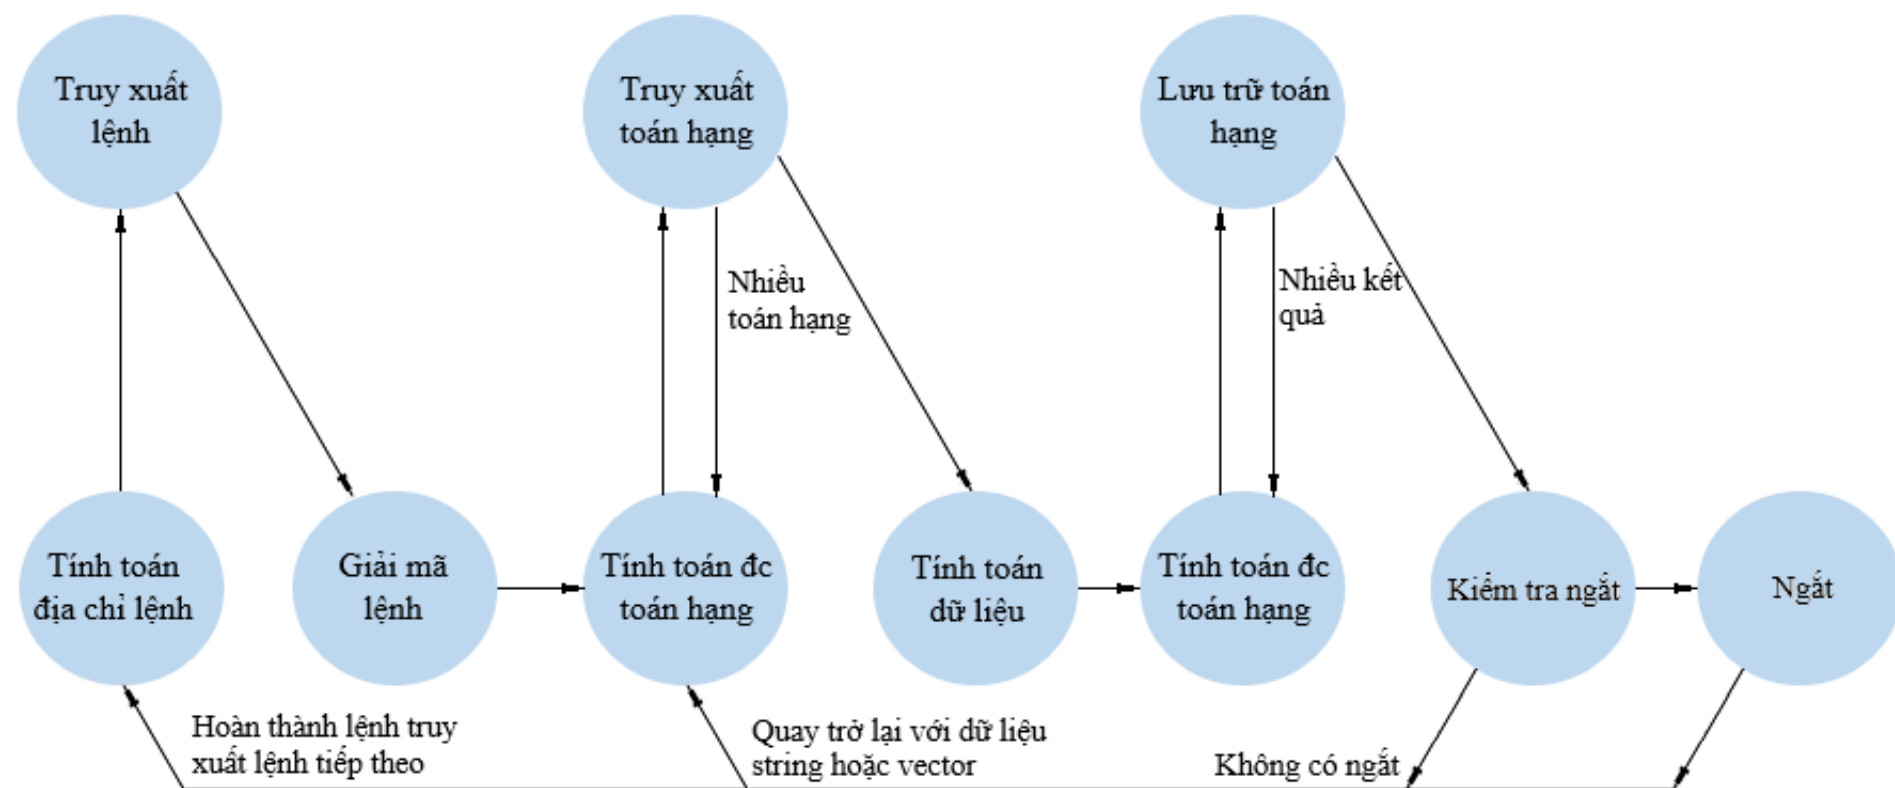 Truy xuất
lệnh
Truy xuất
toán hạng
Lưu trữ toán
hạng
Nhiều
toán hạng
Nhiều kết
quả
Tính toán
địa chỉ lệnh
Giải mã
lệnh
Tính toán đc
toán hạng
Tính toán
dữ liệu
Tính toán đc
toán hạng
Kiểm tra ngắt
Ngắt
Hoàn thành lệnh truy
xuất lệnh tiếp theo
Quay trở lại với dữ liệu
string hoặc vector
Không có ngắt